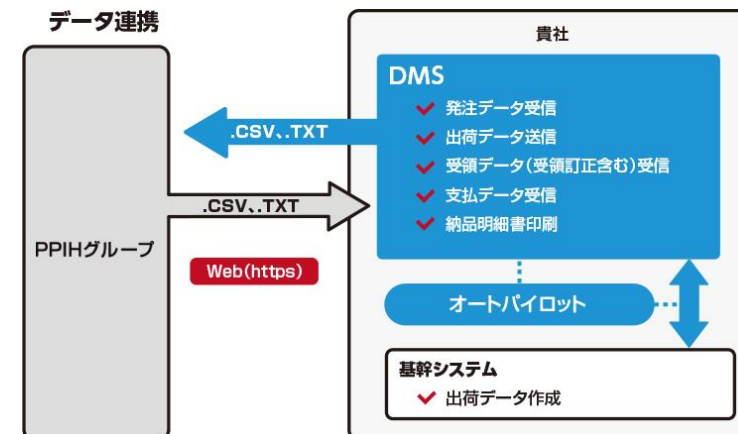 データ連携
貴社
DMS
発注データ受信
出荷データ送信
受領データ(受領訂正含む)受信
支払データ受信
納品明細書印刷
.CSV、.TXT
.CSV、.TXT
PPIHグループ
Web(https)
オートパイロット
基幹システム
出荷データ作成